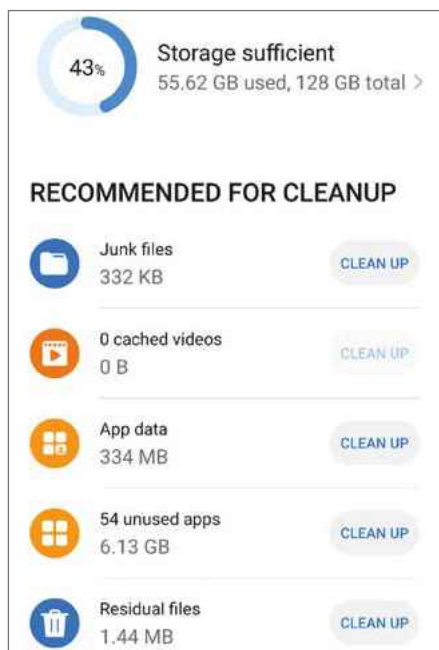 43%
Storage sufficient
55.62 GB used, 128 GB total >
RECOMMENDED FOR CLEANUP
Junk files
332 KB
CLEAN UP
0 cached videos
0 B
CLEAN UP
App data
334 MB
CLEAN UP
54 unused apps
6.13 GB
CLEAN UP
Residual files
1.44 MB
CLEAN UP